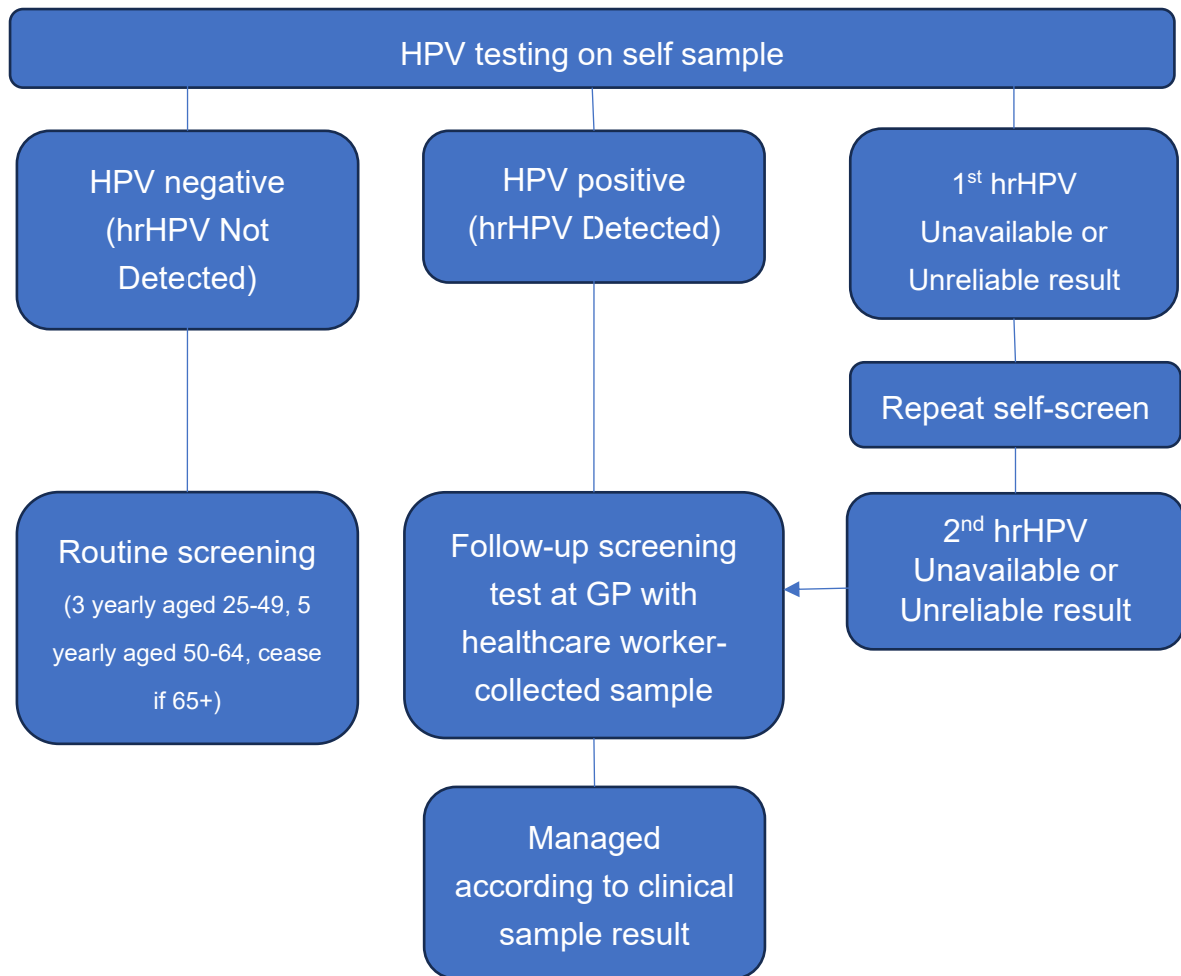 HPV testing on self sample
HPV negative
(hrHPV Not
Detected)
HPV positive
(hrHPV Detected)
1st hrHPV
Unavailable or
Unreliable result
Repeat self-screen
Routine screening
(3 yearly aged 25-49, 5
yearly aged 50-64, cease
if 65+)
Follow-up screening
test at GP with
healthcare worker-
collected sample
2nd hrHPV
Unavailable or
Unreliable result
Managed
according to clinical
sample result